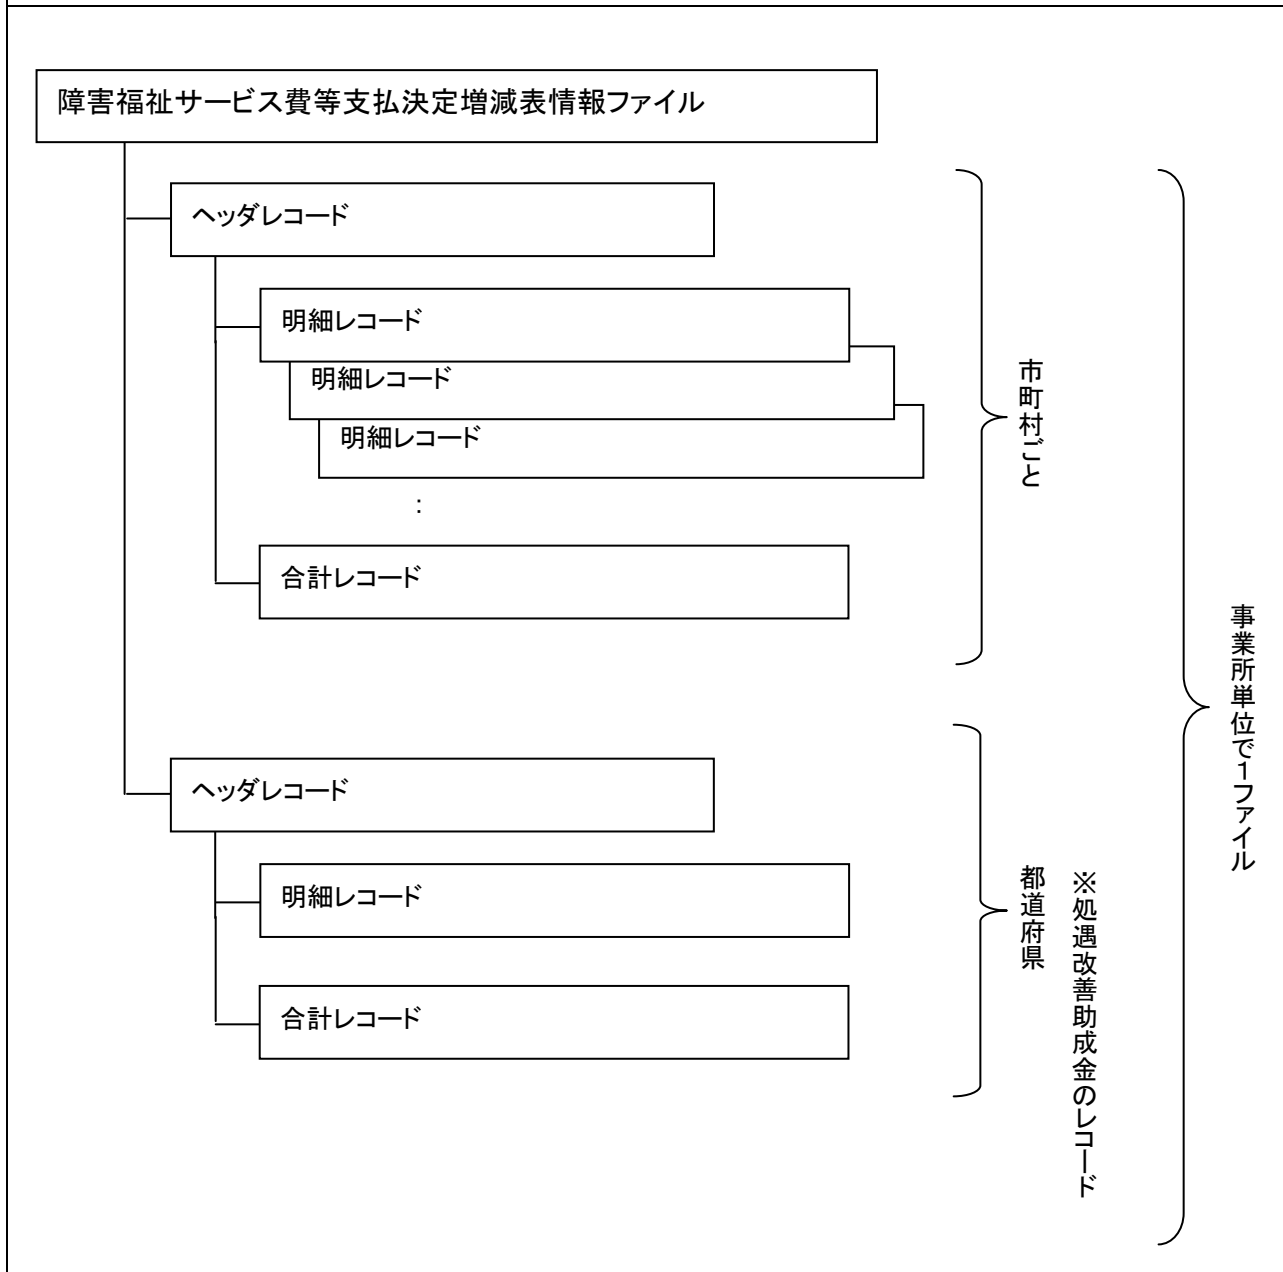 障害福祉サービス費等支払決定増減表情報ファイル
ヘッダレコード
明細レコード
明細レコード
明細レコード
:
合計レコード
市町村ごと
ヘッダレコード
明細レコード
合計レコード
都道府県
※処遇改善助成金のレコード
事業所単位で1ファイル